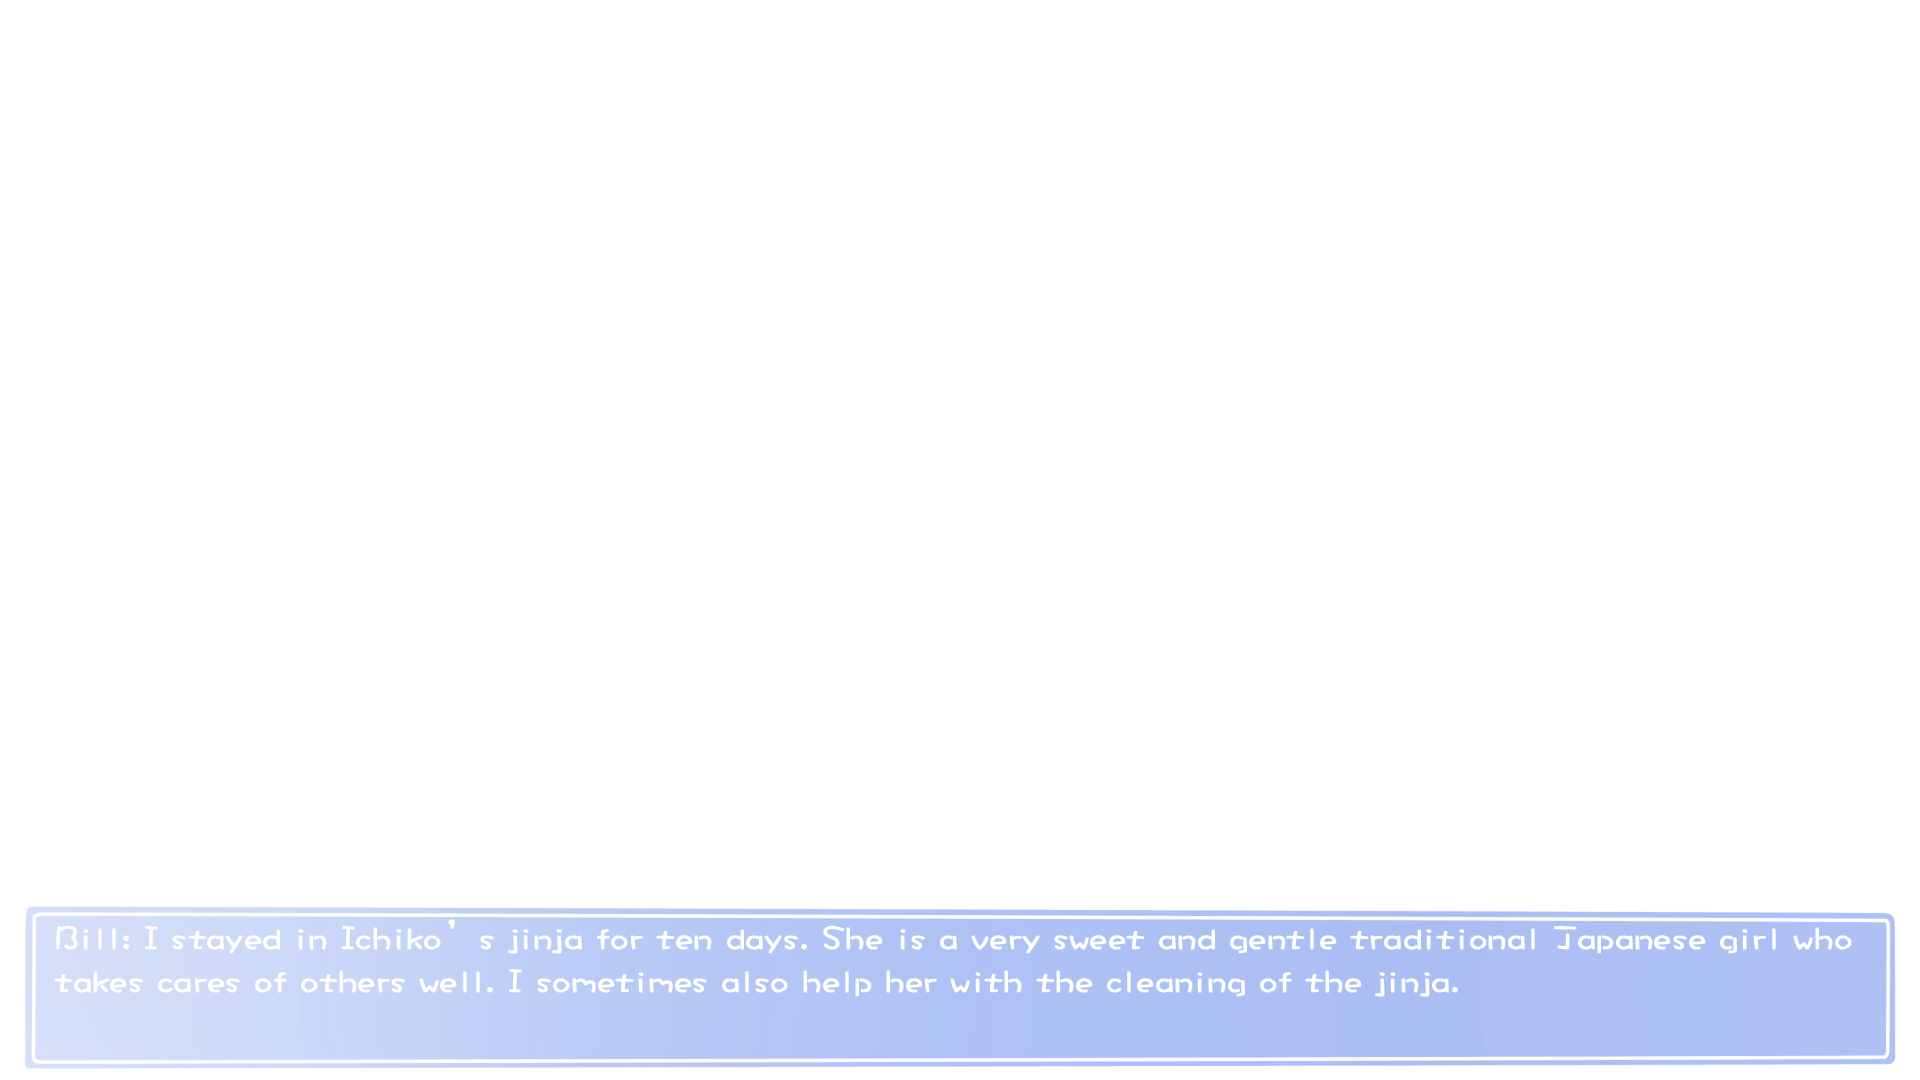 Bill: I stayed in Ichiko’s jinja for ten days. She is a very sweet and gentle traditional Japanese girl who
takes cares of others well. I sometimes also help her with the cleaning of the jinja.